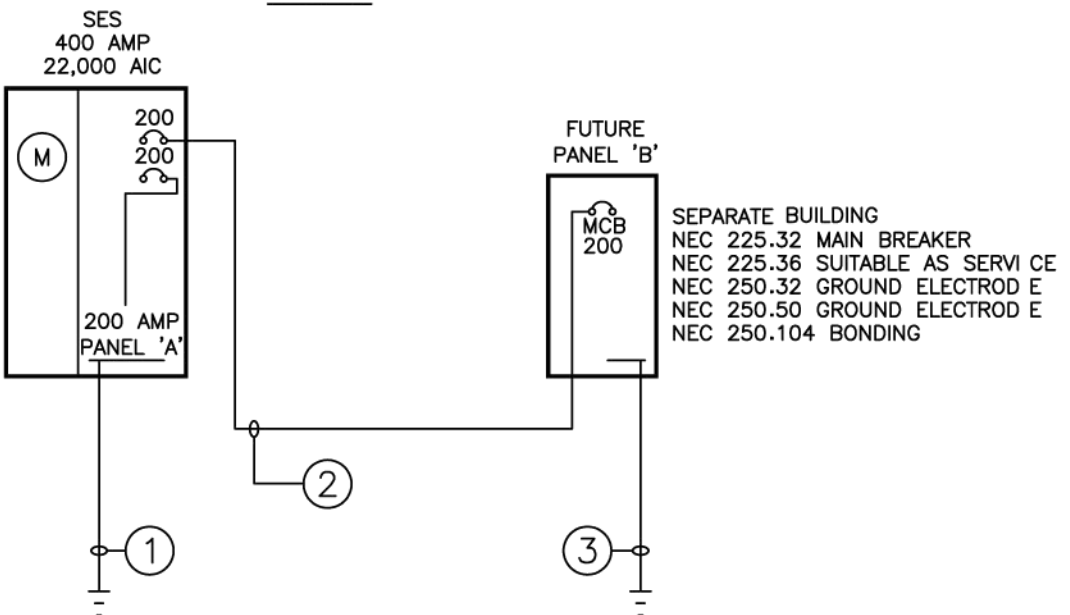 SES
400 AMP
22,000 AIC
200
200
M
200 AMP
PANEL 'A'
FUTURE
PANEL 'B'
MCB
200
SEPARATE BUILDING
NEC 225.32 MAIN BREAKER
NEC 225.36 SUITABLE AS SERVI CE
NEC 250.32 GROUND ELECTROD E
NEC 250.50 GROUND ELECTROD E
NEC 250.104 BONDING
2
1
3